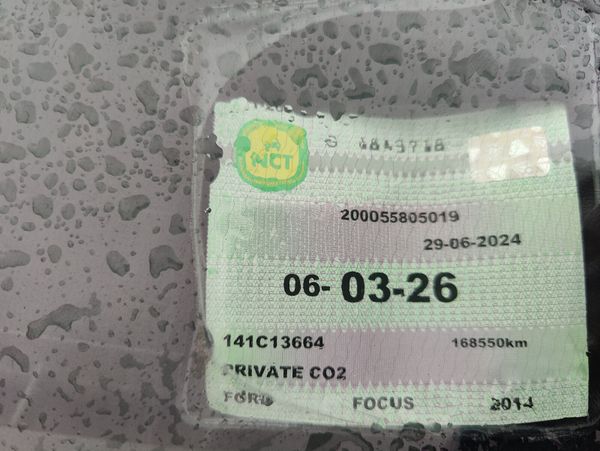 NCT
200055805019
29-06-2024
06-03-26
141C13664 168550km
PRIVATE CO2
FORD FOCUS 2014